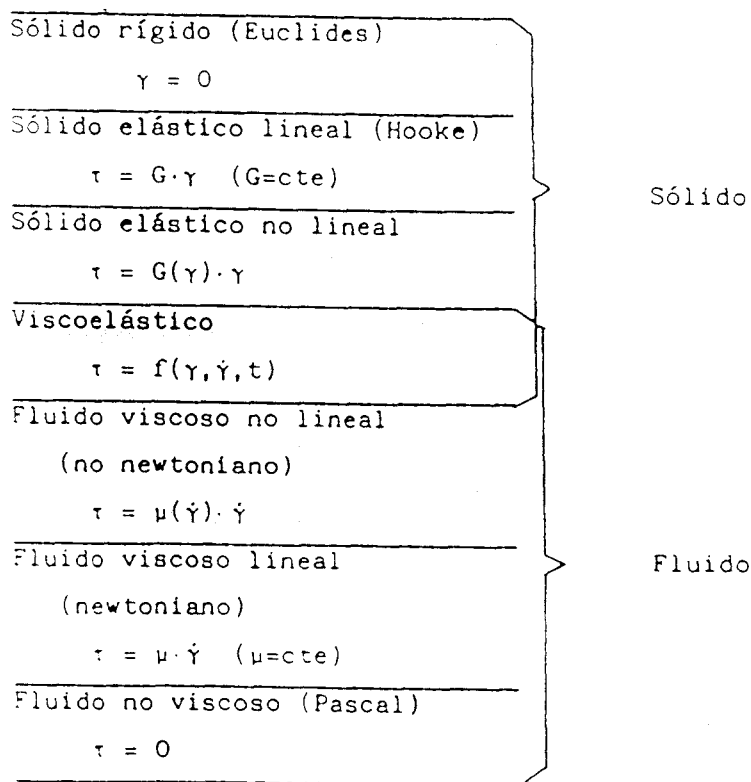 Sólido rígido (Euclides)
γ = 0
Sólido elástico lineal (Hooke)
τ = G·γ (G=cte)
Sólido
Sólido elástico no lineal
τ = G(γ)·γ
Viscoelástico
τ = f(γ,γ̇,t)
Fluido viscoso no lineal
(no newtoniano)
τ = μ(γ̇)·γ̇
Fluido viscoso lineal
Fluido
(newtoniano)
τ = μ·γ̇ (μ=cte)
Fluido no viscoso (Pascal)
τ = 0